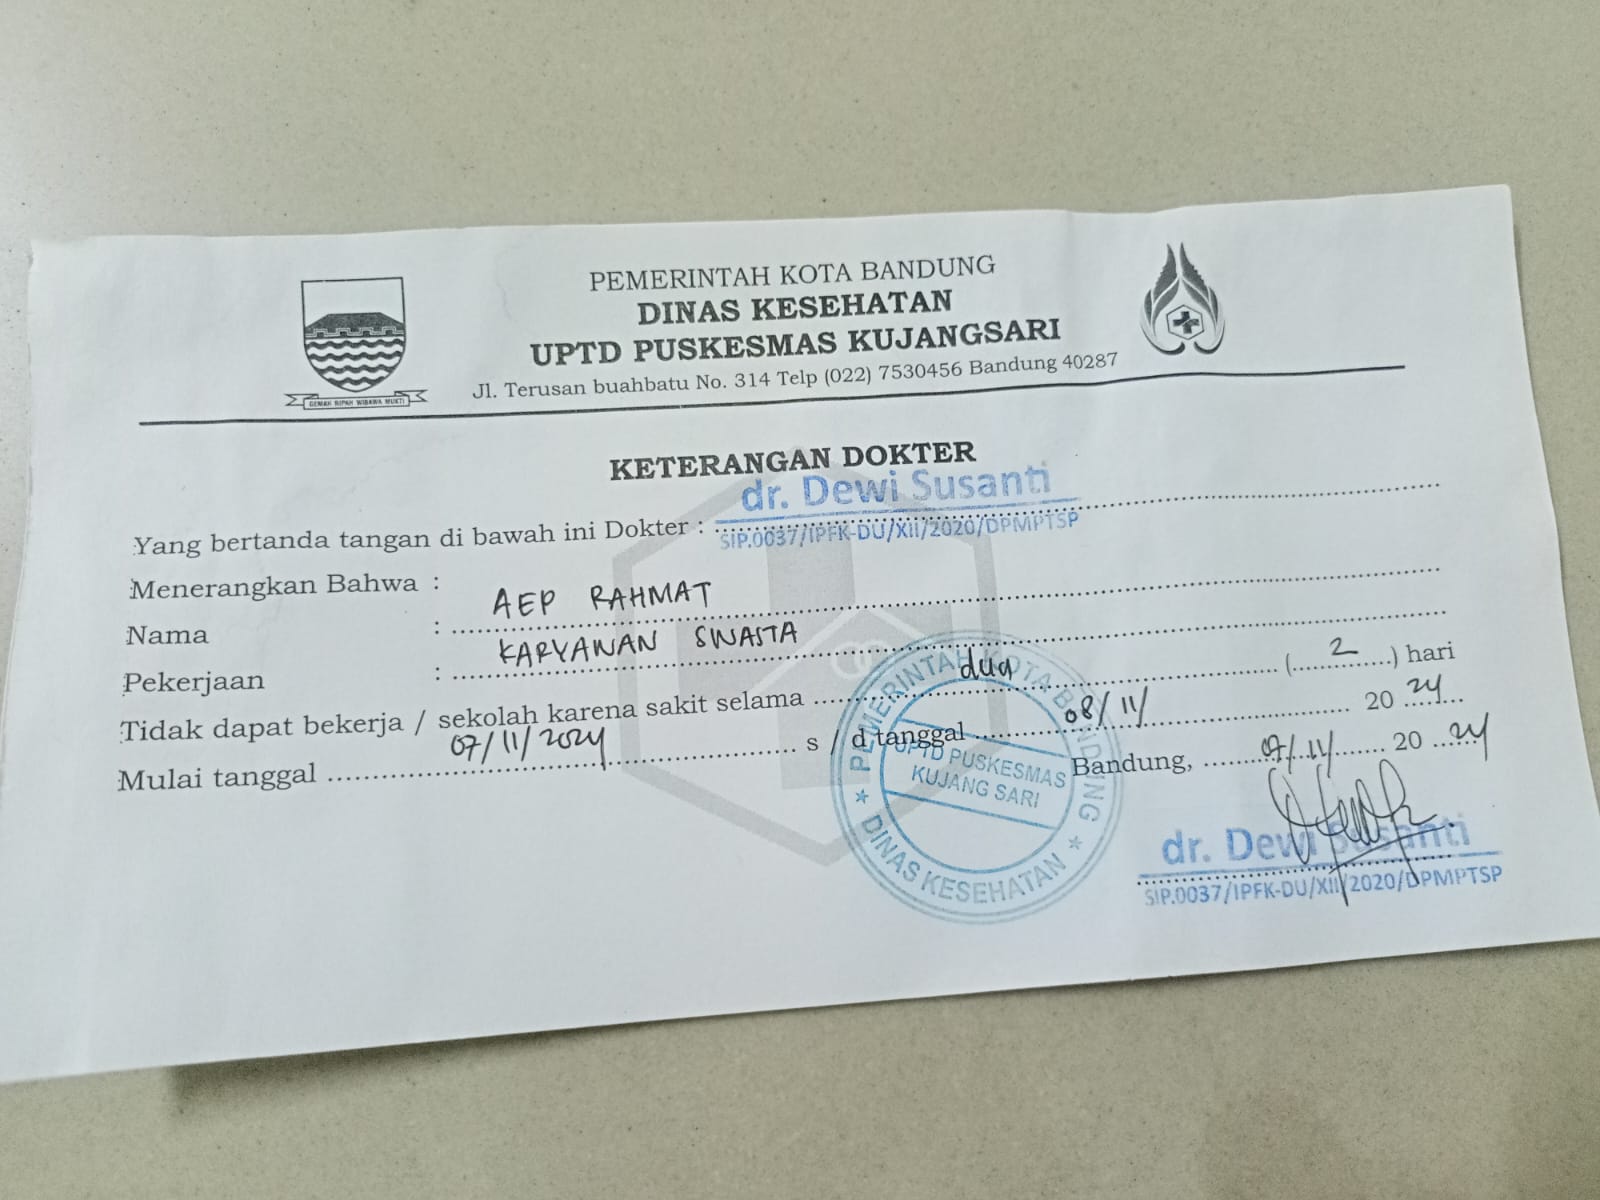 PEMERINTAH KOTA BANDUNG
DINAS KESEHATAN
UPTD PUSKESMAS KUJANGSARI
Jl. Terusan buahbatu No. 314 Telp (022) 7530456 Bandung 40287
GEMAH RIPAH WIBAWA MUKTI
KETERANGAN DOKTER
dr. Dewi Susanti
Yang bertanda tangan di bawah ini Dokter :
SIP.0037/IPFK-DU/XII/2020/DPMPTSP
Menerangkan Bahwa :
Nama : AEP RAHMAT
Pekerjaan : KARYAWAN SWASTA
Tidak dapat bekerja / sekolah karena sakit selama dua (2) hari
Mulai tanggal 07/11/2024 s / d tanggal 08/11/ 20 24
Bandung, 07/11/ 20 24
PEMERINTAH KOTA BANDUNG
UPTD PUSKESMAS
KUJANG SARI
* DINAS KESEHATAN *
dr. Dewi Susanti
SIP.0037/IPFK-DU/XII/2020/DPMPTSP